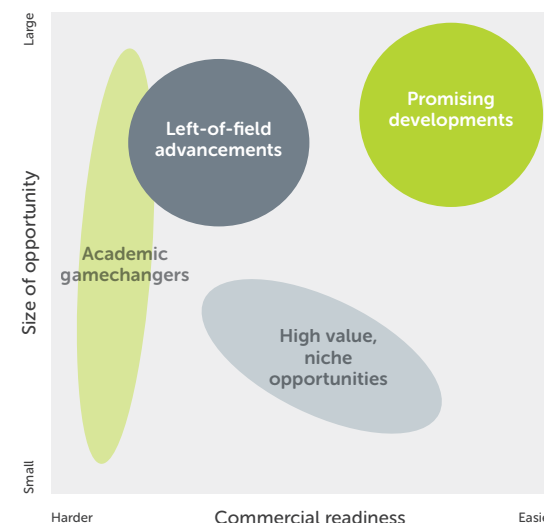 Large
Left-of-field
advancements
Promising
developments
Size of opportunity
Academic
gamechangers
High value,
niche
opportunities
Small
Harder
Commercial readiness